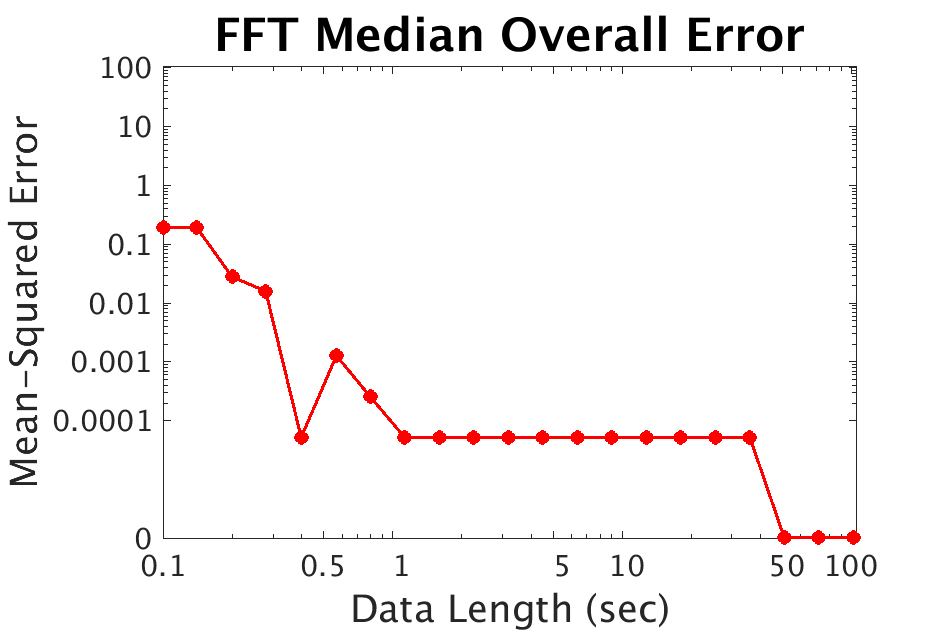 FFT Median Overall Error
100
10
1
0.1
0.01
0.001
0.0001
0
Mean-Squared Error
0.1 0.5 1 5 10 50 100
Data Length (sec)